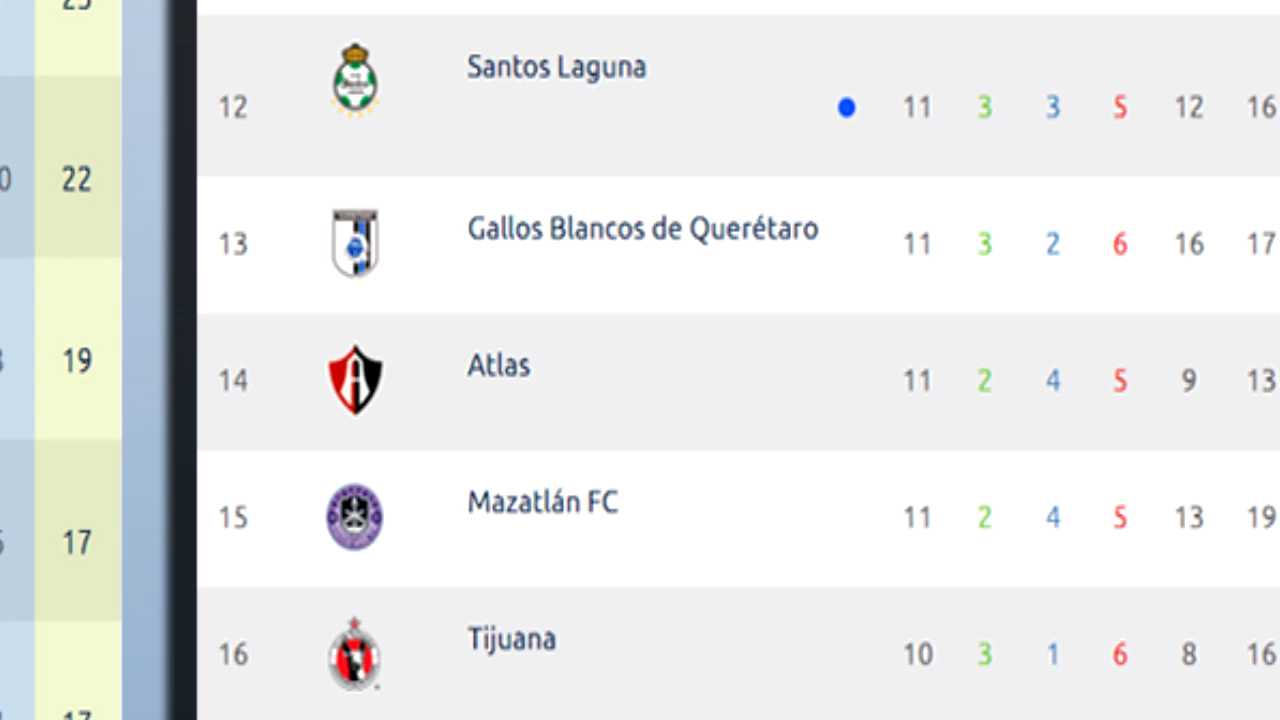 22
19
17
12 Santos Laguna 11 3 3 5 12 16
13 Gallos Blancos de Querétaro 11 3 2 6 16 17
14 Atlas 11 2 4 5 9 13
15 Mazatlán FC 11 2 4 5 13 19
16 Tijuana 10 3 1 6 8 16